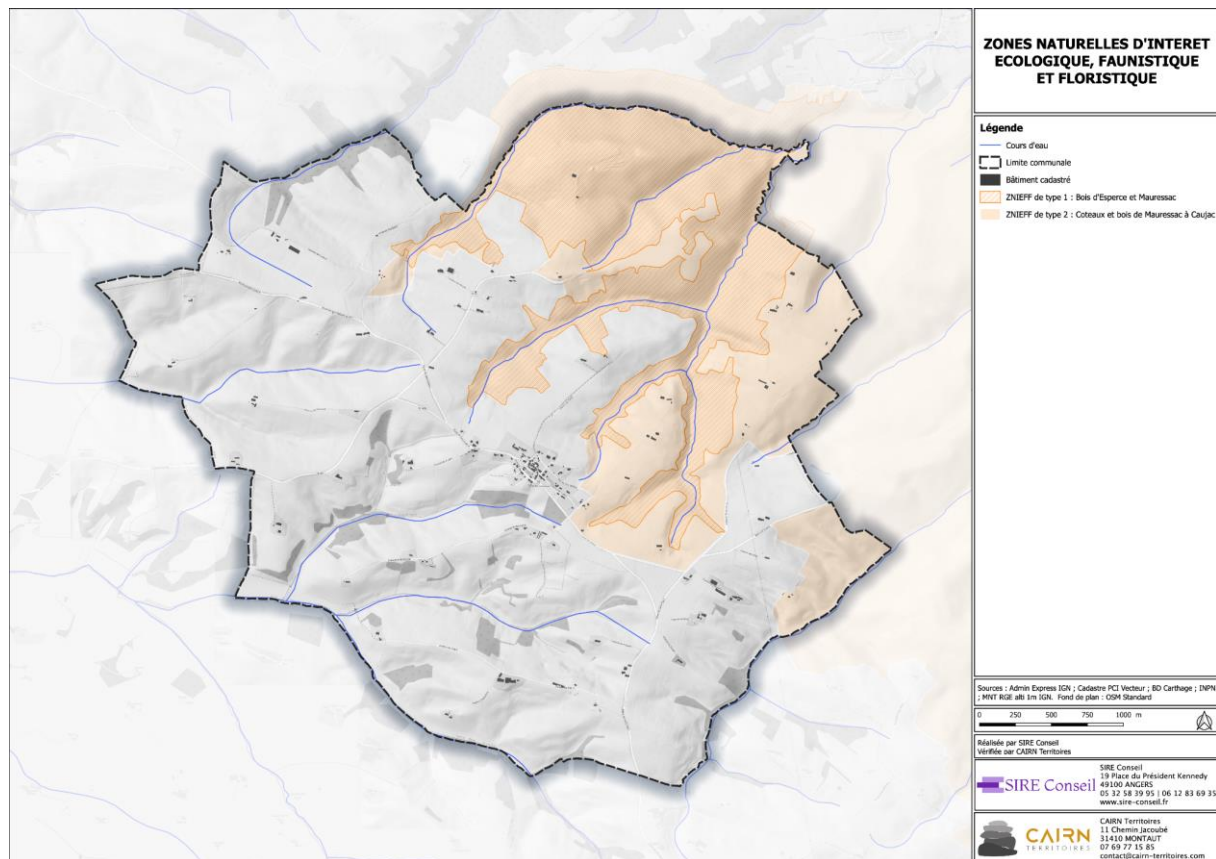 ZONES NATURELLES D'INTERET
ECOLOGIQUE, FAUNISTIQUE
ET FLORISTIQUE
Légende
Cours d'eau
Limite communale
Bâtiment cadastré
ZNIEFF de type 1 : Bois d'Esperce et Mauressac
ZNIEFF de type 2 : Coteaux et bois de Mauressac à Caujac
Sources : Admin Express IGN ; Cadastre PCI Vecteur ; BD Carthage ; INPN
; MNT RGE alti 1m IGN. Fond de plan : OSM Standard
0 250 500 750 1000 m
Réalisée par SIRE Conseil
Vérifiée par CAIRN Territoires
SIRE Conseil
SIRE Conseil
19 Place du Président Kennedy
49100 ANGERS
05 32 58 39 95 | 06 12 83 69 35
www.sire-conseil.fr
CAIRN
TERRITOIRES
CAIRN Territoires
11 Chemin Jacoubé
31410 MONTAUT
07 69 77 15 85
contact@cairn-territoires.com